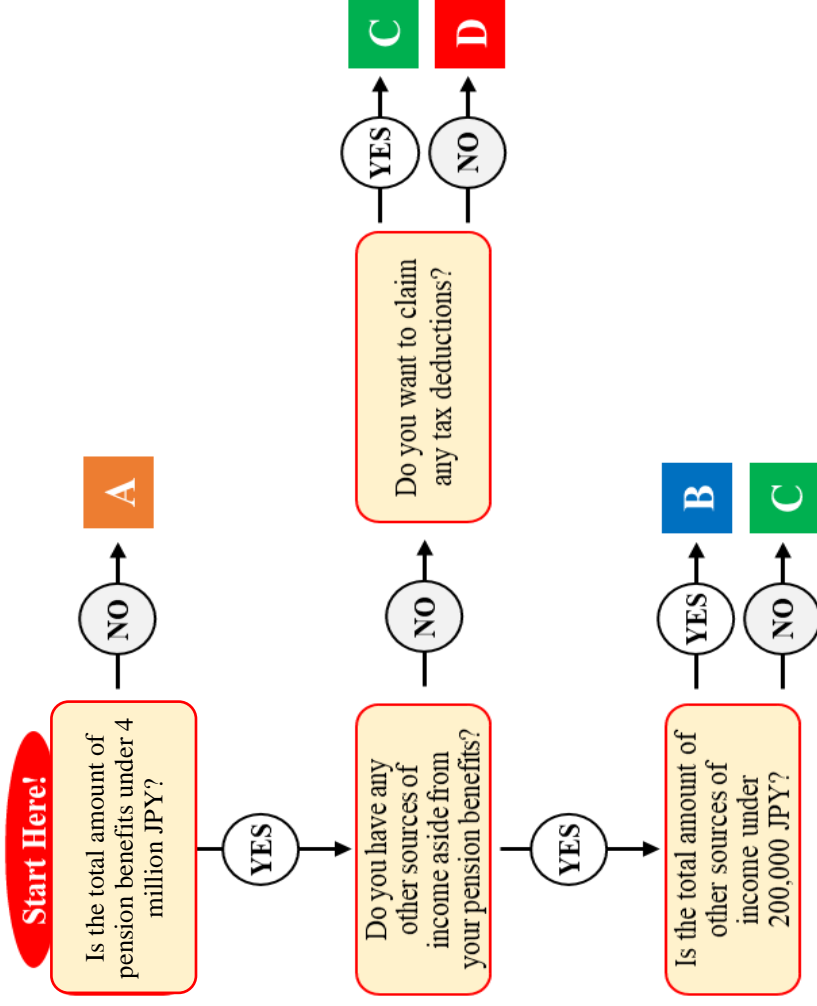 Start Here!
Is the total amount of
pension benefits under 4
million JPY?
NO
A
YES
Do you have any
other sources of
income aside from
your pension benefits?
NO
Do you want to claim
any tax deductions?
YES
C
NO
D
YES
Is the total amount of
other sources of
income under
200,000 JPY?
YES
B
NO
C